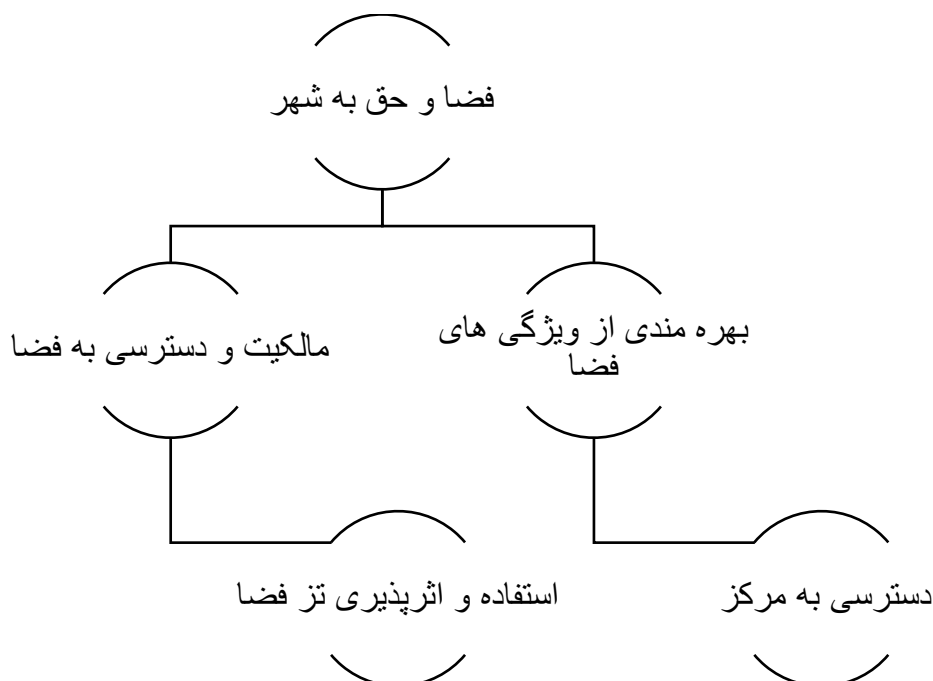 فضا و حق به شهر
بهره مندی از ویژگی های
فضا
مالکیت و دسترسی به فضا
دسترسی به مرکز
استفاده و اثرپذیری تز فضا